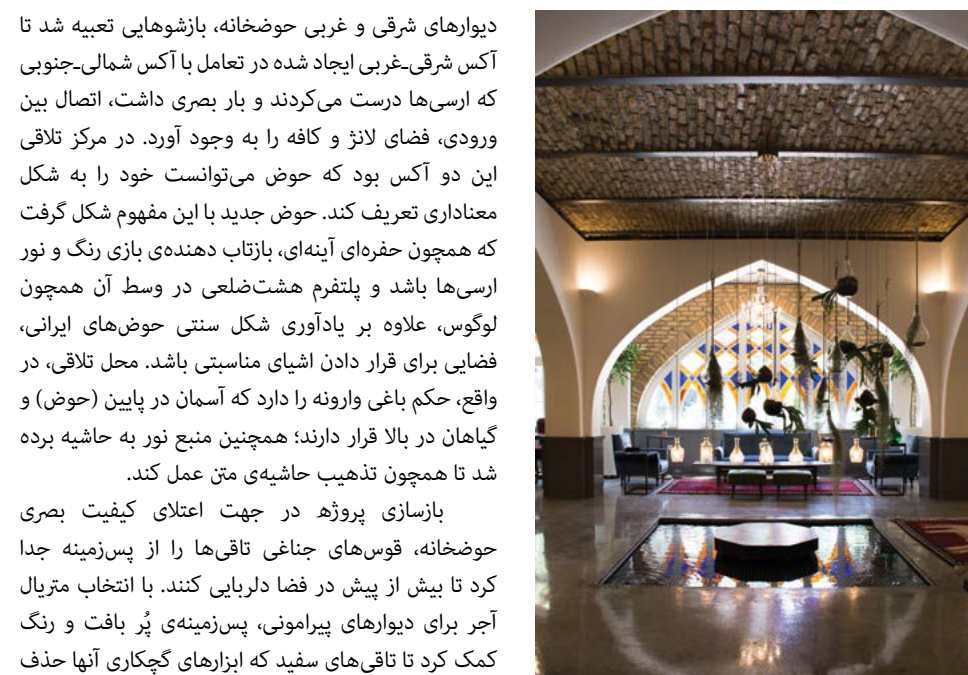 دیوارهای شرقی و غربی حوضخانه، بازشوهایی تعبیه شد تا
آکس شرقی‌ـغربی ایجاد شده در تعامل با آکس شمالی‌ـجنوبی
که ارسی‌ها درست می‌کردند و بار بصری داشت، اتصال بین
ورودی، فضای لانژ و کافه را به وجود آورد. در مرکز تلاقی
این دو آکس بود که حوض می‌توانست خود را به شکل
معناداری تعریف کند. حوض جدید با این مفهوم شکل گرفت
که همچون حفره‌ای آینه‌ای، بازتاب دهنده‌ی بازی رنگ و نور
ارسی‌ها باشد و پلتفرم هشت‌ضلعی در وسط آن همچون
لوگوس، علاوه بر یادآوری شکل سنتی حوض‌های ایرانی،
فضایی برای قرار دادن اشیای مناسبتی باشد. محل تلاقی، در
واقع، حکم باغی وارونه را دارد که آسمان در پایین (حوض) و
گیاهان در بالا قرار دارند؛ همچنین منبع نور به حاشیه برده
شد تا همچون تذهیب حاشیه‌ی متن عمل کند.
بازسازی پروژه در جهت اعتلای کیفیت بصری
حوضخانه، قوس‌های جناغی تاقی‌ها را از پس‌زمینه جدا
کرد تا بیش از پیش در فضا دلربایی کنند. با انتخاب متریال
آجر برای دیوارهای پیرامونی، پس‌زمینه‌ی پُر بافت و رنگ
کمک کرد تا تاقی‌های سفید که ابزارهای گچکاری آنها حذف